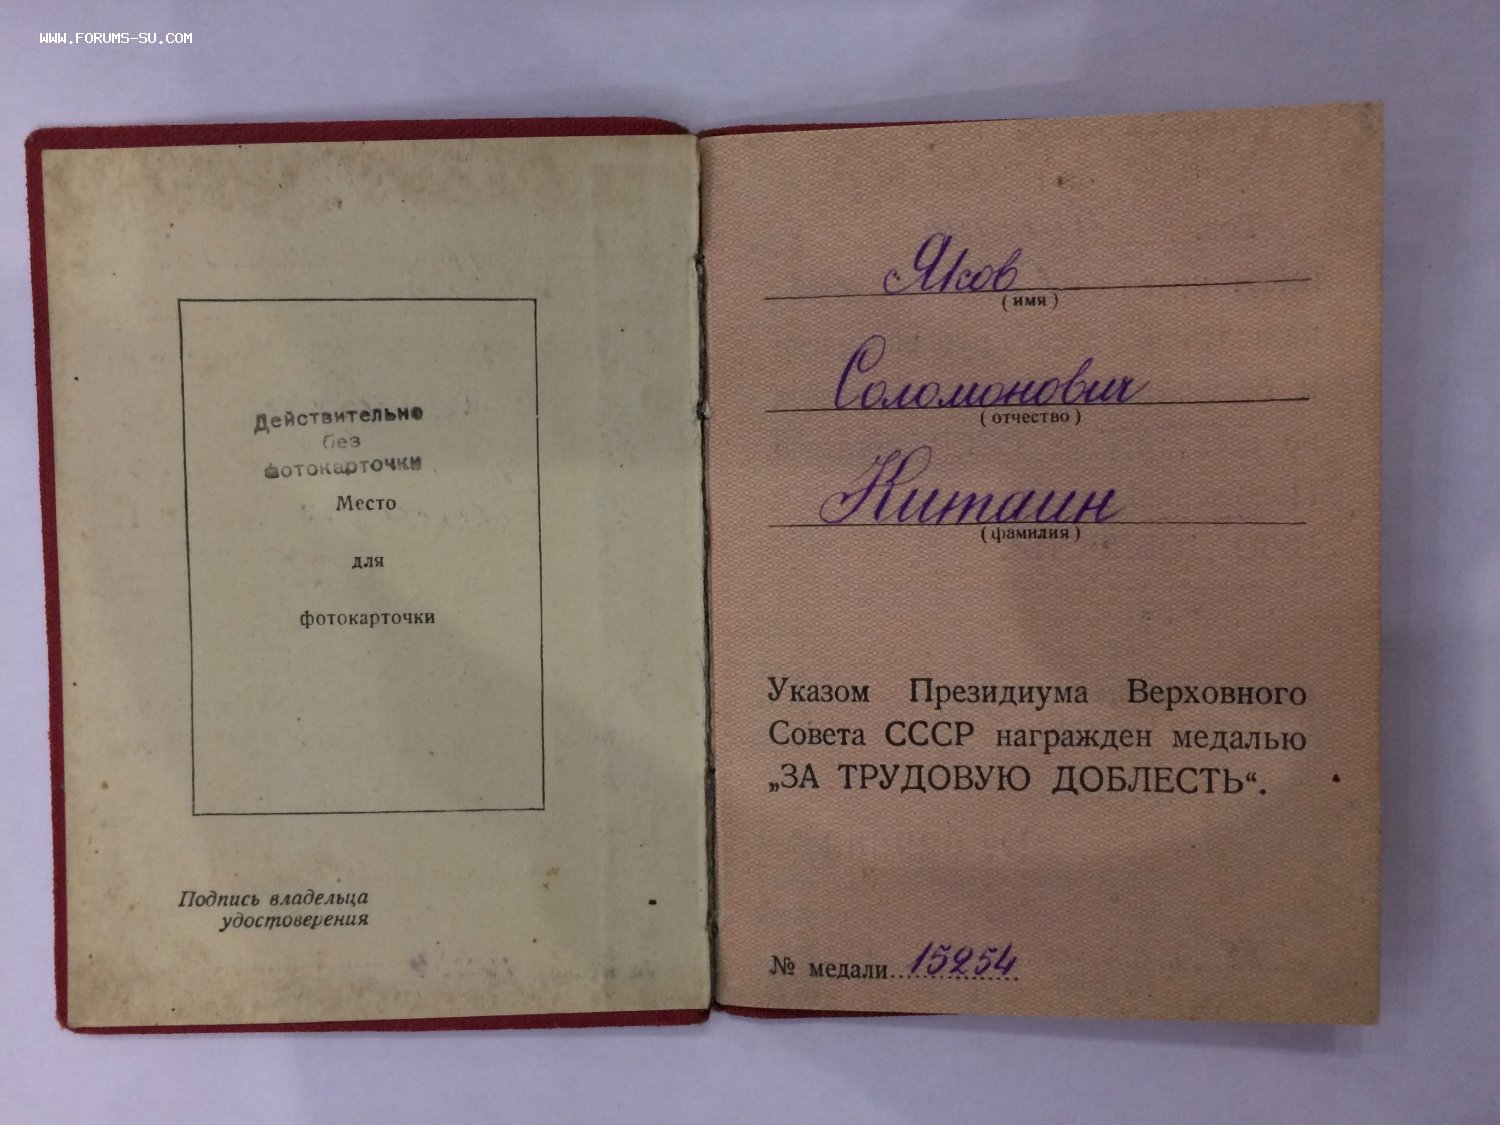 WWW.FORUMS-SU.COM
Действительно
без
фотокарточки
Место
для
фотокарточки
Подпись владельца
удостоверения
Яков
(имя)
Соломонович
(отчество)
Китаин
(фамилия)
Указом Президиума Верховного
Совета СССР награжден медалью
„ЗА ТРУДОВУЮ ДОБЛЕСТЬ“.
№ медали 15254